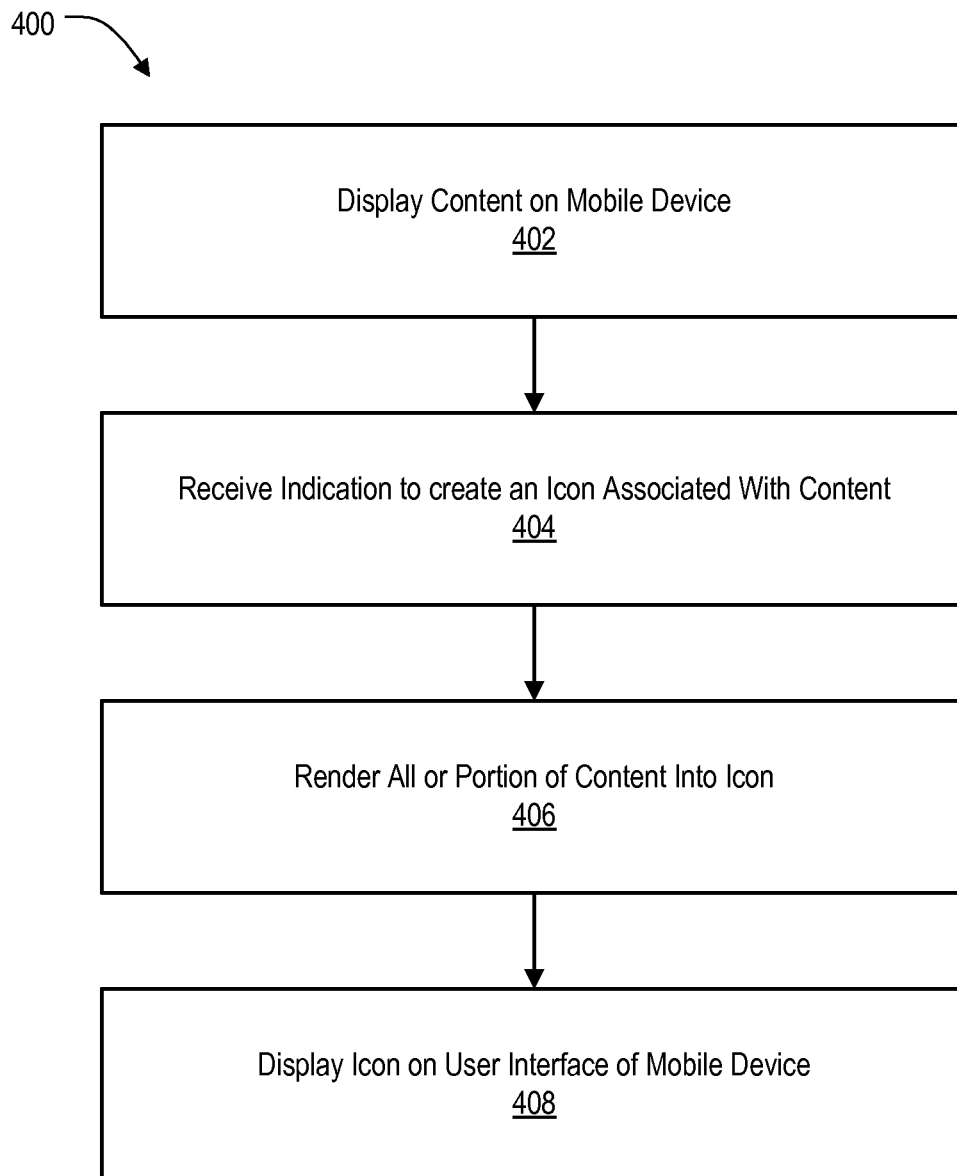 400
Display Content on Mobile Device
402
Receive Indication to create an Icon Associated With Content
404
Render All or Portion of Content Into Icon
406
Display Icon on User Interface of Mobile Device
408